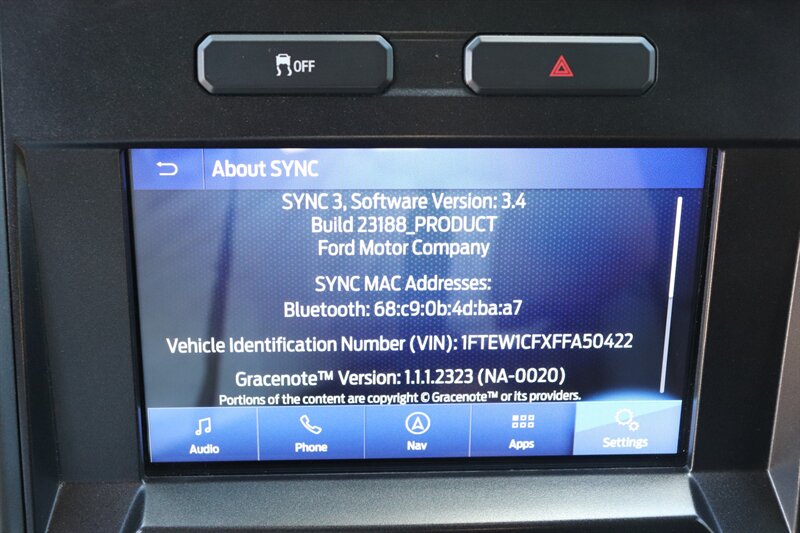 OFF
About SYNC
SYNC 3, Software Version: 3.4
Build 23188_PRODUCT
Ford Motor Company
SYNC MAC Addresses:
Bluetooth: 68:c9:0b:4d:ba:a7
Vehicle Identification Number (VIN): 1FTEW1CFXFFA50422
Gracenote™ Version: 1.1.1.2323 (NA-0020)
Portions of the content are copyright © Gracenote™ or its providers.
Audio Phone Nav Apps Settings